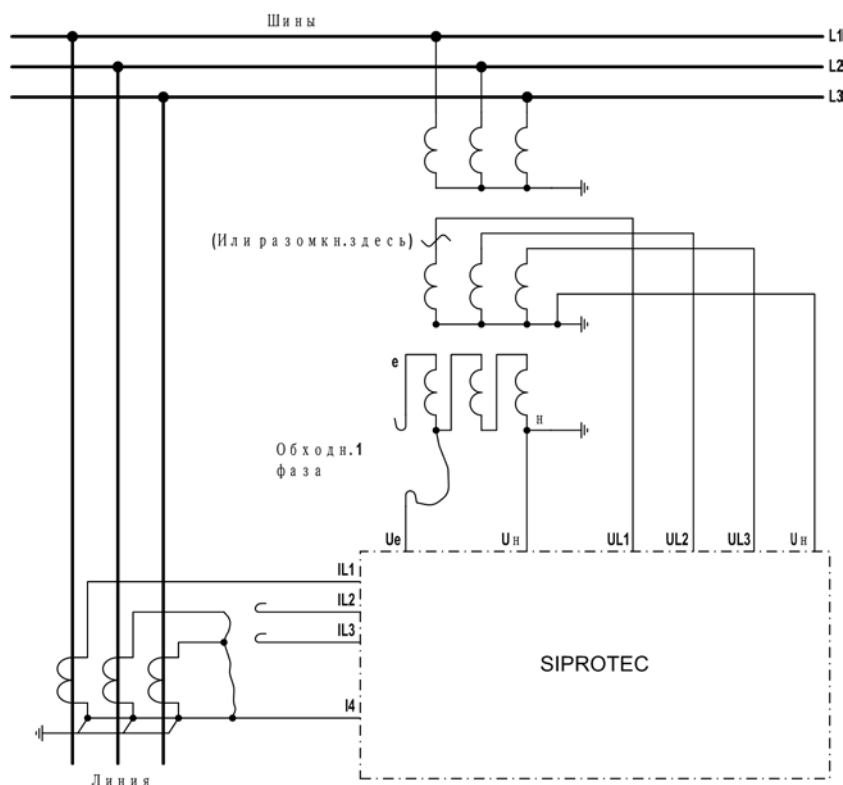 Шины
L1
L2
L3
(Или разомкн.здесь)
e
н
Обходн.1
фаза
Ue
Uн
UL1
UL2
UL3
Uн
IL1
IL2
IL3
SIPROTEC
I4
Линия